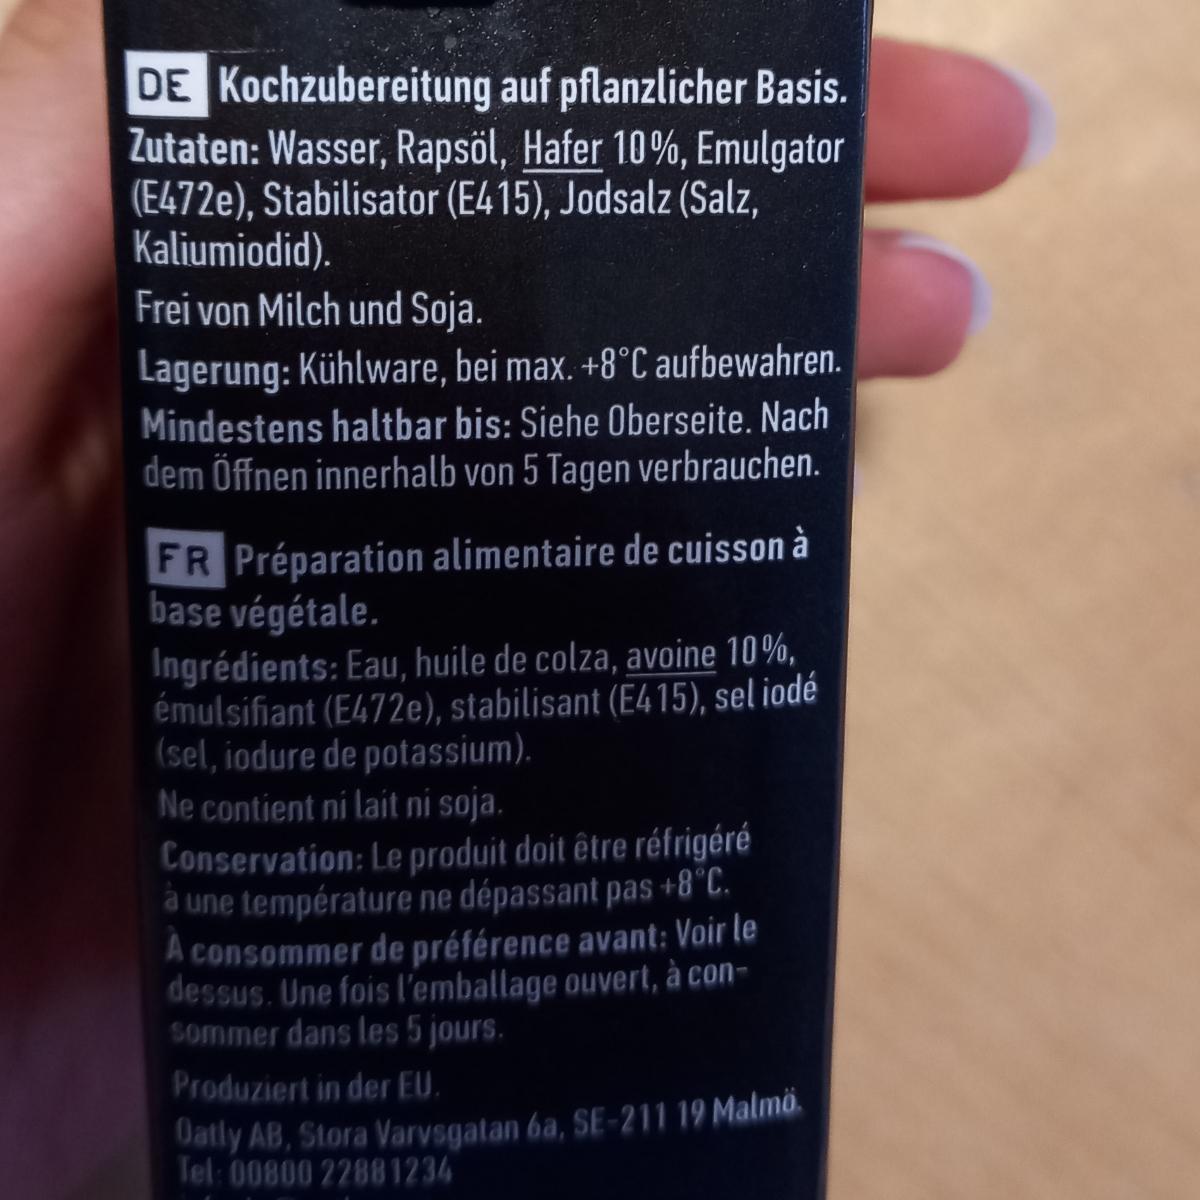 DE Kochzubereitung auf pflanzlicher Basis.
Zutaten: Wasser, Rapsöl, Hafer 10%, Emulgator
(E472e), Stabilisator (E415), Jodsalz (Salz,
Kaliumiodid).
Frei von Milch und Soja.
Lagerung: Kühlware, bei max. +8°C aufbewahren.
Mindestens haltbar bis: Siehe Oberseite. Nach
dem Öffnen innerhalb von 5 Tagen verbrauchen.
FR Préparation alimentaire de cuisson à
base végétale.
Ingrédients: Eau, huile de colza, avoine 10%,
émulsifiant (E472e), stabilisant (E415), sel iodé
(sel, iodure de potassium).
Ne contient ni lait ni soja.
Conservation: Le produit doit être réfrigéré
à une température ne dépassant pas +8°C.
À consommer de préférence avant: Voir le
dessus. Une fois l'emballage ouvert, à con-
sommer dans les 5 jours.
Produziert in der EU.
Oatly AB, Stora Varvsgatan 6a, SE-211 19 Malmö.
Tel: 00800 22881234